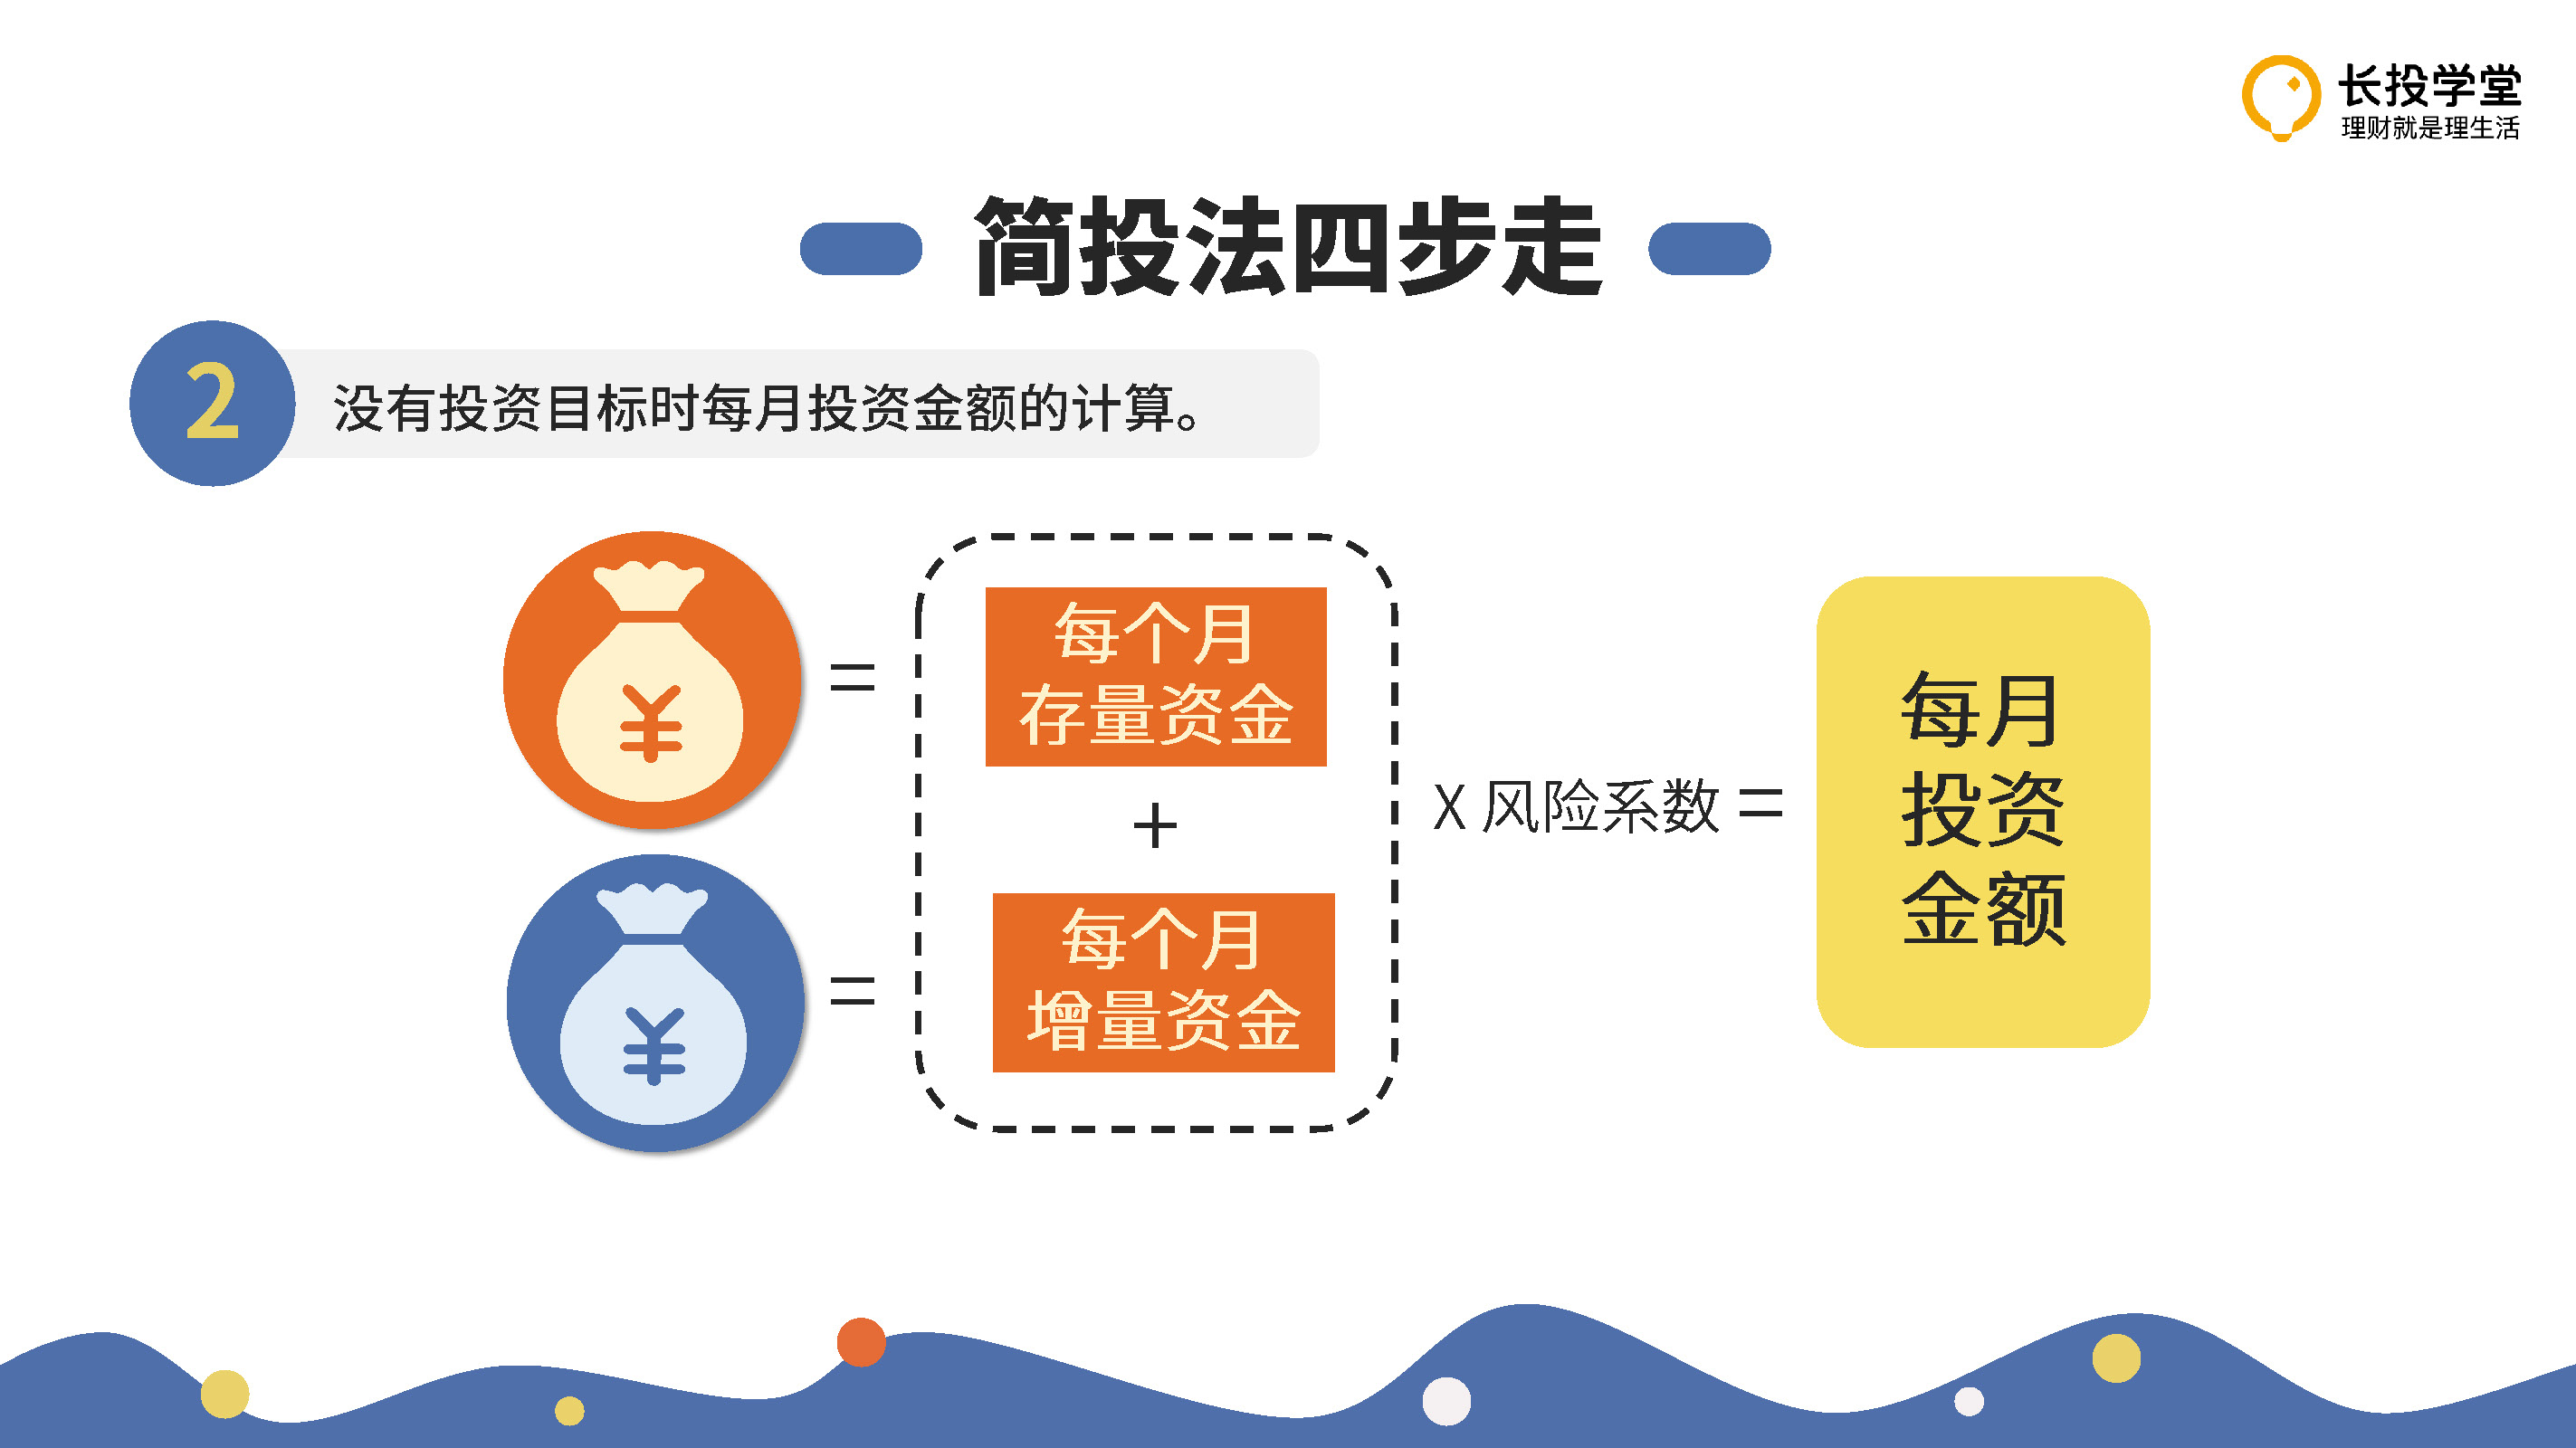 长投学堂
理财就是理生活
简投法四步走
2
没有投资目标时每月投资金额的计算。
¥
=
每个月
存量资金
+
¥
=
每个月
增量资金
X 风险系数 =
每月
投资
金额